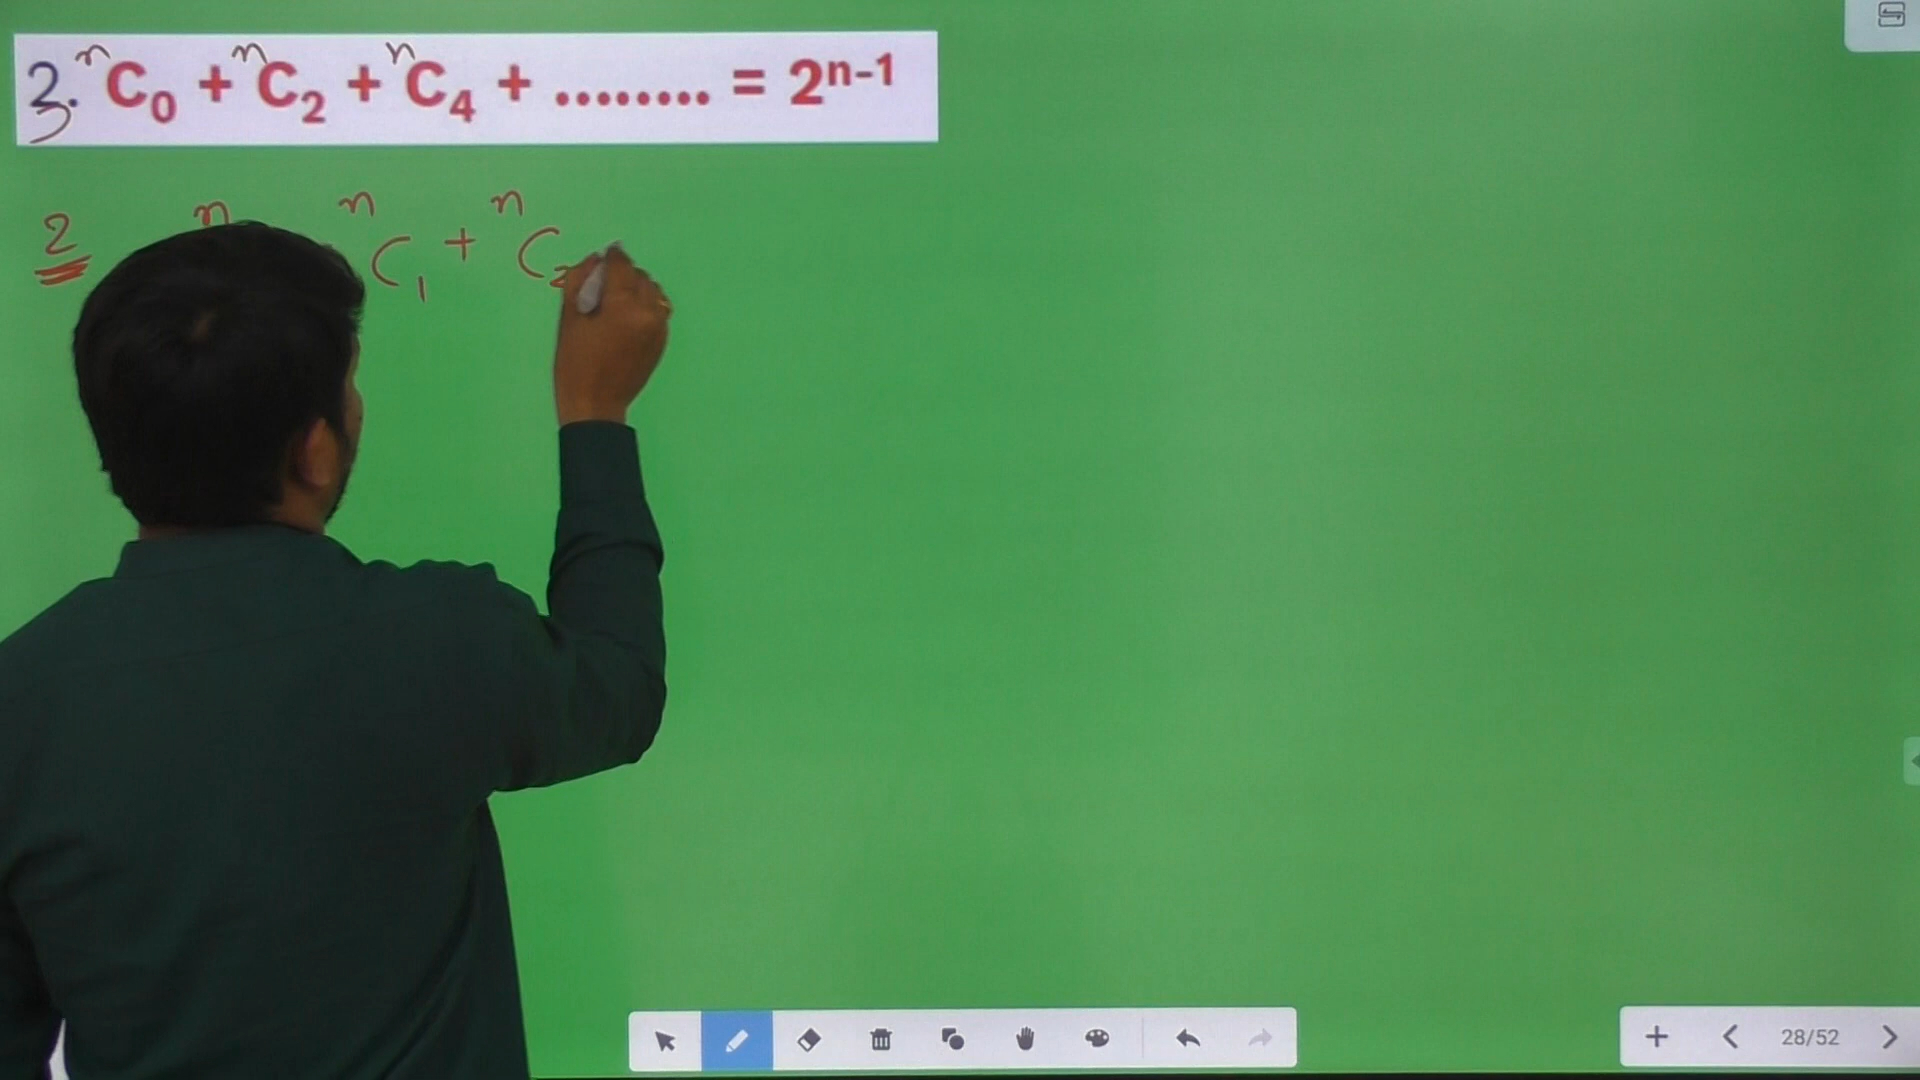 3. ⁿC₀ + ⁿC₂ + ⁿC₄ + ........ = 2ⁿ⁻¹
2 n ⁿC₁ + ⁿC₂
28/52